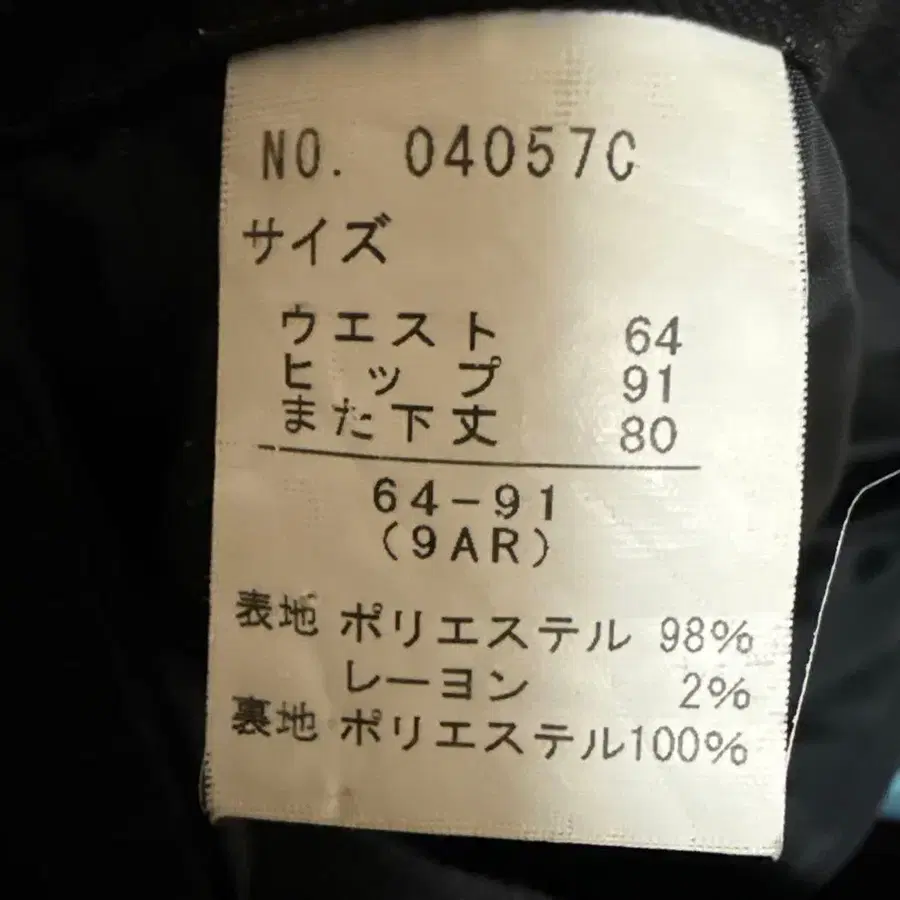 NO. 04057C
サイズ
ウエスト 64
ヒップ 91
また下丈 80
64-91
(9AR)
表地 ポリエステル 98%
レーヨン 2%
裏地 ポリエステル100%